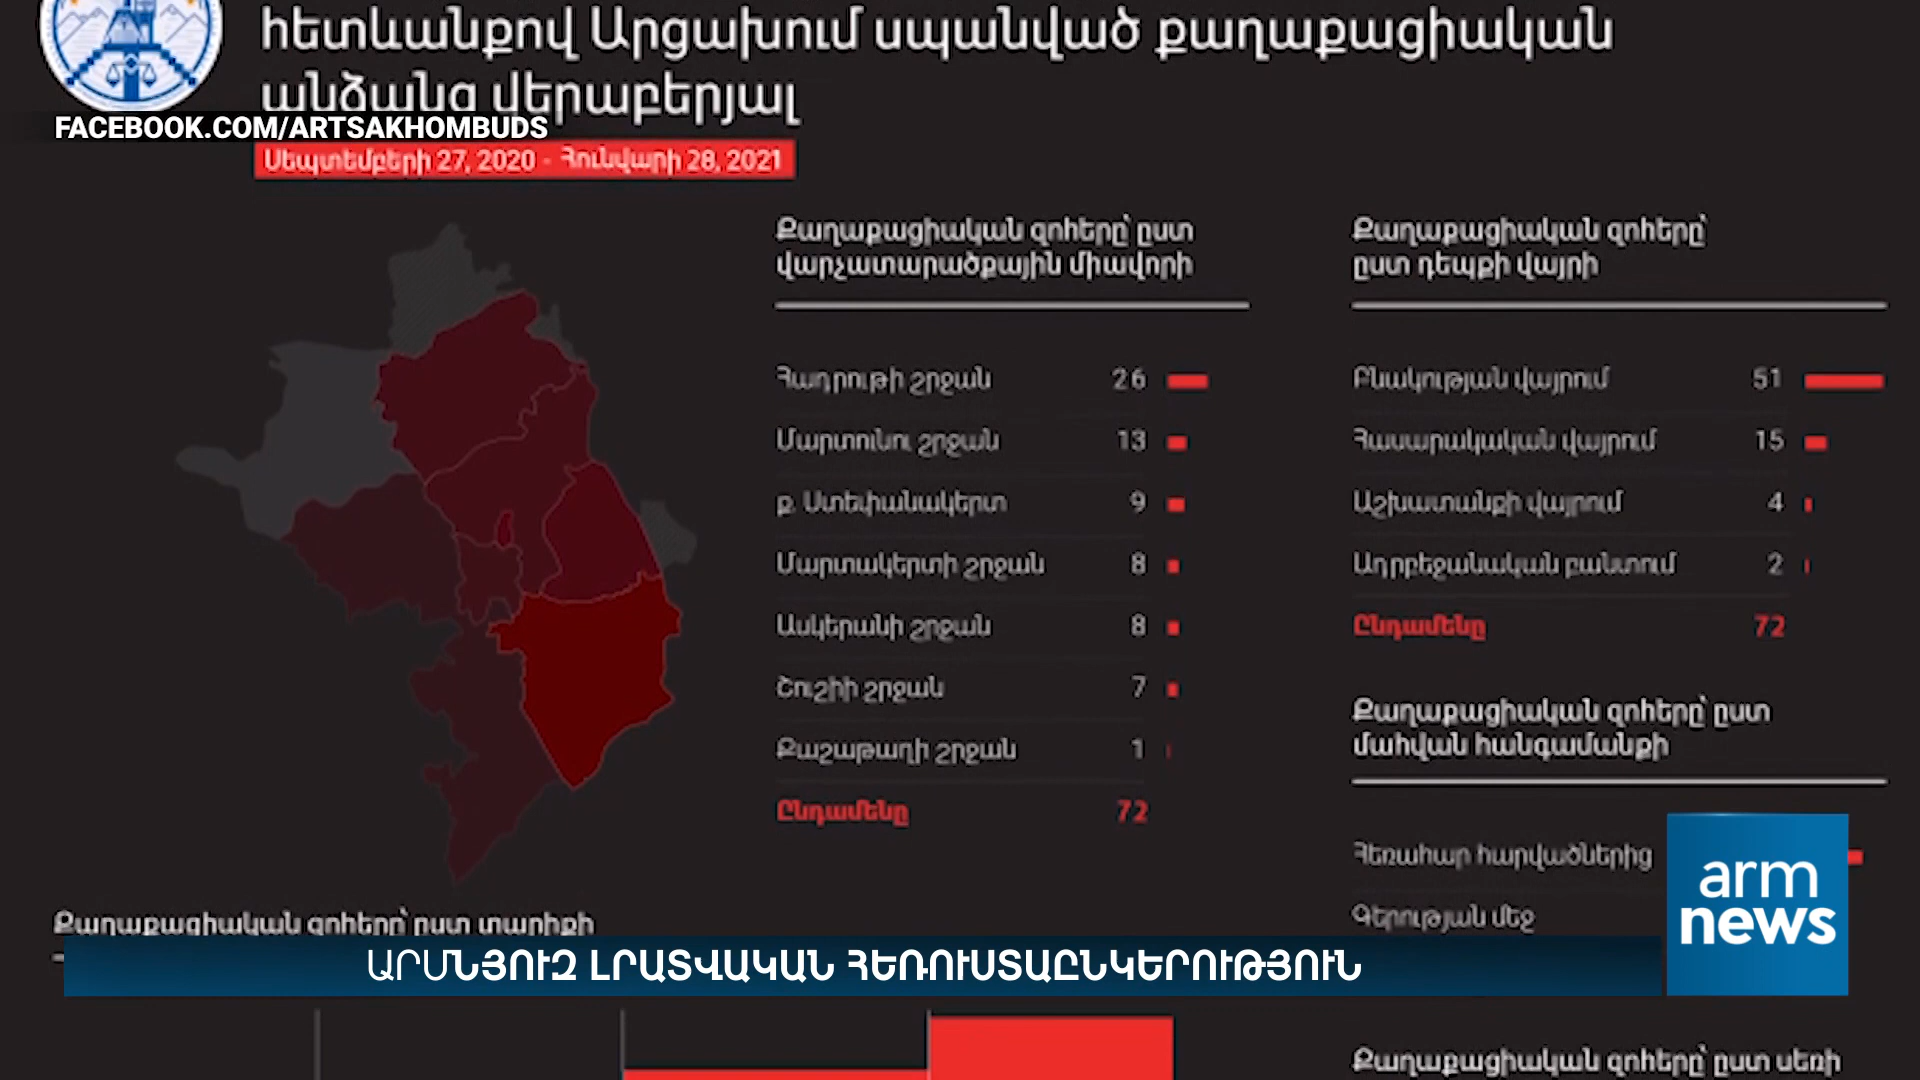 հետևանքով Արցախում սպանված քաղաքացիական
անձանց վերաբերյալ
FACEBOOK.COM/ARTSAKHOMBUDS
Սեպտեմբերի 27, 2020 - Հունվարի 28, 2021
Քաղաքացիական զոհերը՝ ըստ
վարչատարածքային միավորի
Հադրութի շրջան 26
Մարտունու շրջան 13
ք. Ստեփանակերտ 9
Մարտակերտի շրջան 8
Ասկերանի շրջան 8
Շուշիի շրջան 7
Քաշաթաղի շրջան 1
Ընդամենը 72
Քաղաքացիական զոհերը՝
ըստ դեպքի վայրի
Բնակության վայրում 51
Հասարակական վայրում 15
Աշխատանքի վայրում 4
Ադրբեջանական բանտում 2
Ընդամենը 72
Քաղաքացիական զոհերը՝ ըստ
մահվան հանգամանքի
Հեռահար հարվածներից
Գերության մեջ
Քաղաքացիական զոհերը՝ ըստ տարիքի
ԱՐՄՆՅՈՒԶ ԼՐԱՏՎԱԿԱՆ ՀԵՌՈՒՍՏԱԸՆԿԵՐՈՒԹՅՈՒՆ
arm
news
Քաղաքացիական զոհերը՝ ըստ սեռի